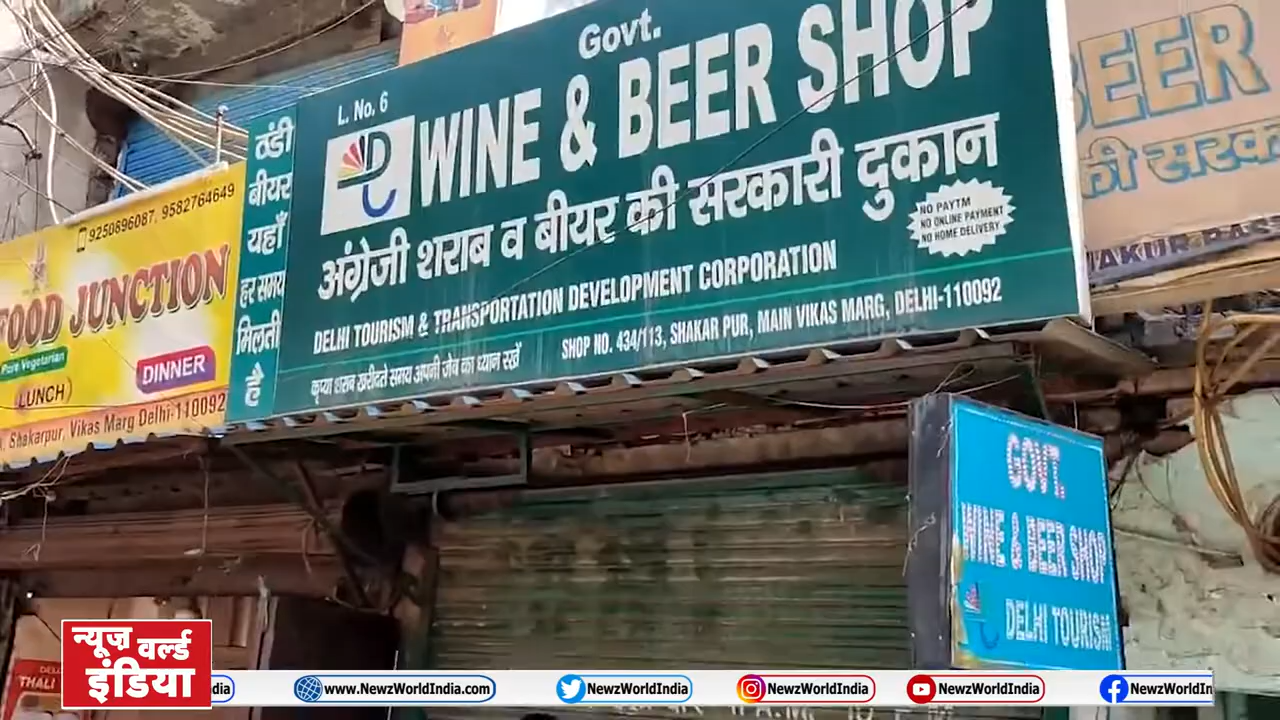 Govt.
L. No. 6
WINE & BEER SHOP
अंग्रेजी शराब व बीयर की सरकारी दुकान
NO PAYTM
NO ONLINE PAYMENT
NO HOME DELIVERY
DELHI TOURISM & TRANSPORTATION DEVELOPMENT CORPORATION
SHOP NO. 434/113, SHAKAR PUR, MAIN VIKAS MARG, DELHI-110092
कृप्या शराब खरीदते समय अपनी जेब का ध्यान रखें
ठंडी
बीयर
यहाँ
हर समय
मिलती
है
9250896087, 9582764649
FOOD JUNCTION
Pure Vegetarian
LUNCH
DINNER
Shakarpur, Vikas Marg Delhi-110092
BEER
की सरक
GOVT.
WINE & BEER SHOP
DELHI TOURISM
THALI
न्यूज़ वर्ल्ड
इंडिया
dia
www.NewzWorldIndia.com
NewzWorldIndia
NewzWorldIndia
NewzWorldIndia
NewzWorldIn